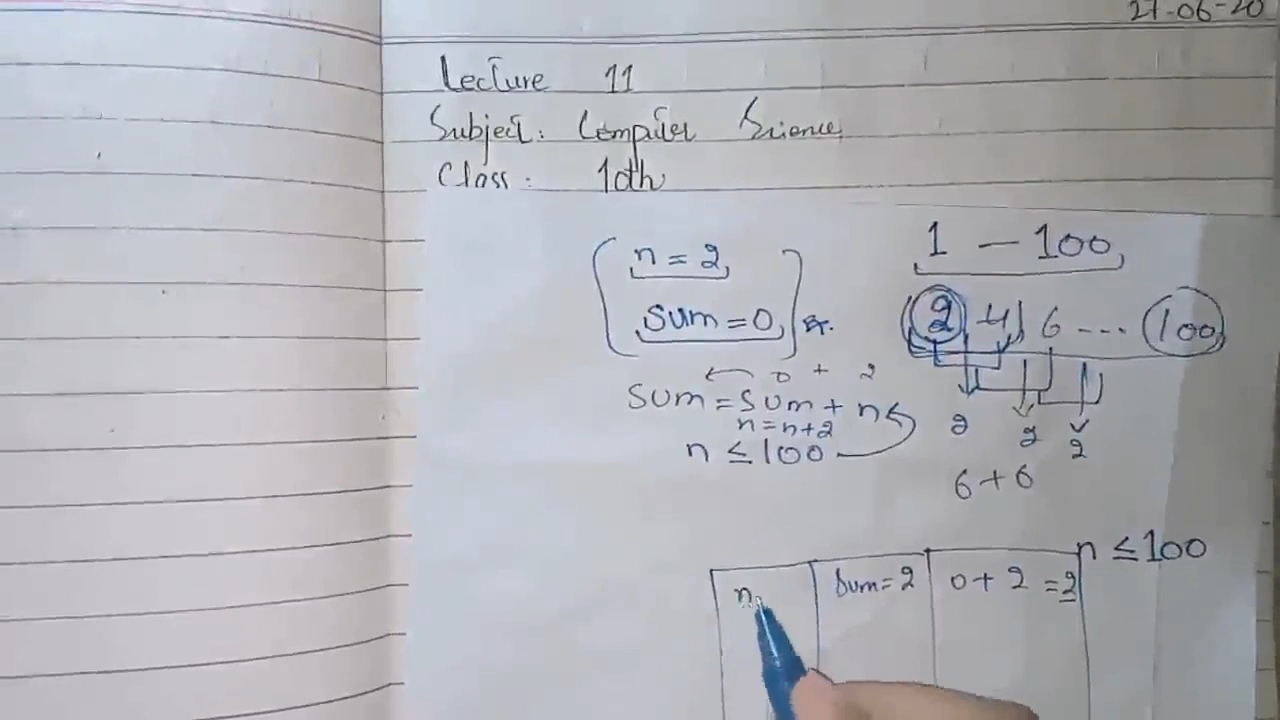 27-06-20
Lecture 11
Subject: Computer Science
Class: 10th
n = 2
sum = 0
1 — 100
2 4 6 ... 100
0 + 2
sum = sum + n
n = n+2
n ≤ 100
2 2 2
6 + 6
n ≤ 100
n
Sum = 2
0 + 2 = 2